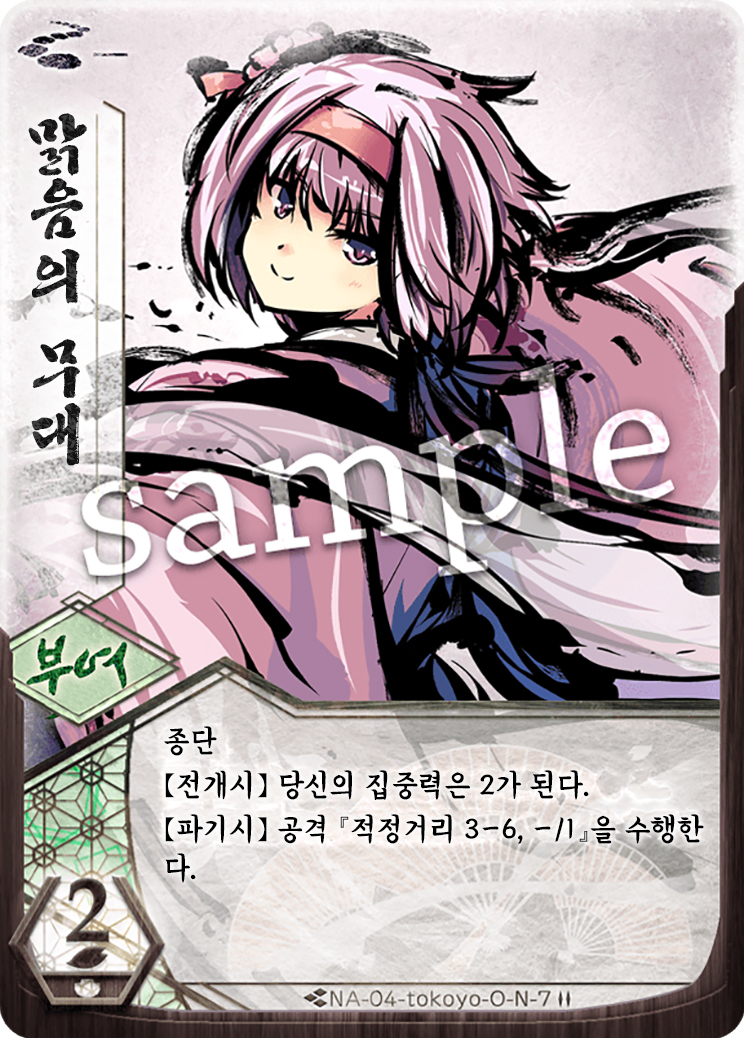 맑음의 무대
sample
부여
종단
【전개시】 당신의 집중력은 2가 된다.
【파기시】 공격 『적정거리 3-6, -/1』을 수행한
다.
2
NA-04-tokoyo-O-N-7